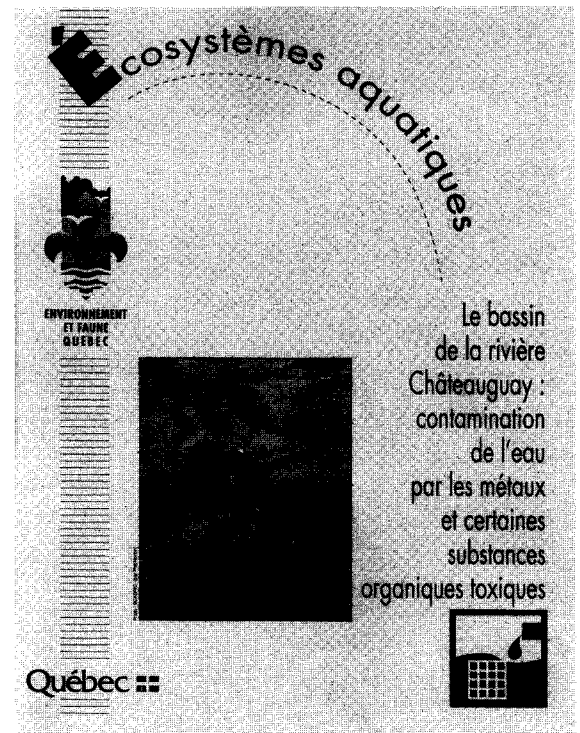 Écosystèmes aquatiques
ENVIRONNEMENT
ET FAUNE
QUÉBEC
Le bassin
de la rivière
Châteauguay :
contamination
de l'eau
par les métaux
et certaines
substances
organiques toxiques
Québec